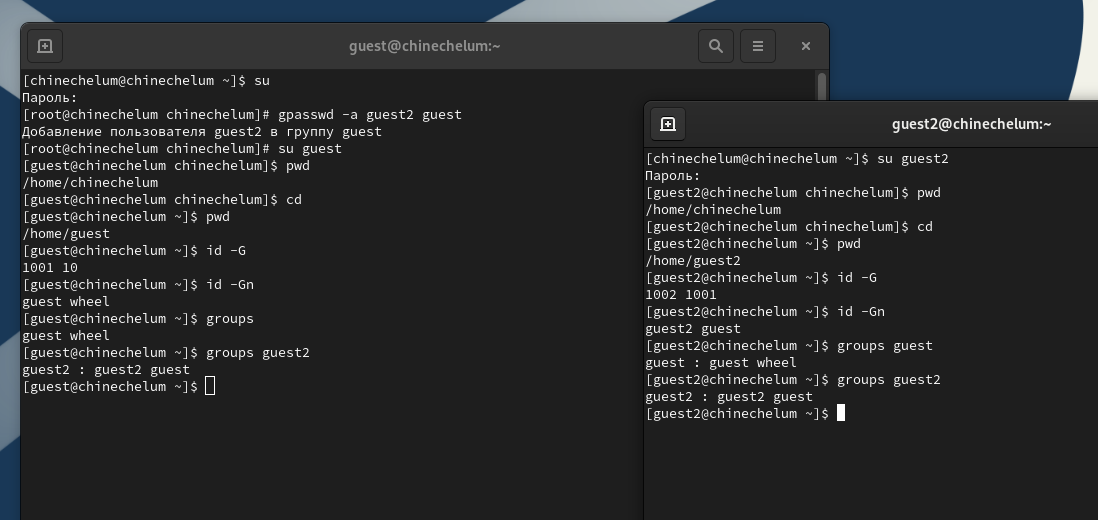 guest@chinechelum:~
[chinechelum@chinechelum ~]$ su
Пароль:
[root@chinechelum chinechelum]# gpasswd -a guest2 guest
Добавление пользователя guest2 в группу guest
[root@chinechelum chinechelum]# su guest
[guest@chinechelum chinechelum]$ pwd
/home/chinechelum
[guest@chinechelum chinechelum]$ cd
[guest@chinechelum ~]$ pwd
/home/guest
[guest@chinechelum ~]$ id -G
1001 10
[guest@chinechelum ~]$ id -Gn
guest wheel
[guest@chinechelum ~]$ groups
guest wheel
[guest@chinechelum ~]$ groups guest2
guest2 : guest2 guest
[guest@chinechelum ~]$
guest2@chinechelum:~
[chinechelum@chinechelum ~]$ su guest2
Пароль:
[guest2@chinechelum chinechelum]$ pwd
/home/chinechelum
[guest2@chinechelum chinechelum]$ cd
[guest2@chinechelum ~]$ pwd
/home/guest2
[guest2@chinechelum ~]$ id -G
1002 1001
[guest2@chinechelum ~]$ id -Gn
guest2 guest
[guest2@chinechelum ~]$ groups guest
guest : guest wheel
[guest2@chinechelum ~]$ groups guest2
guest2 : guest2 guest
[guest2@chinechelum ~]$